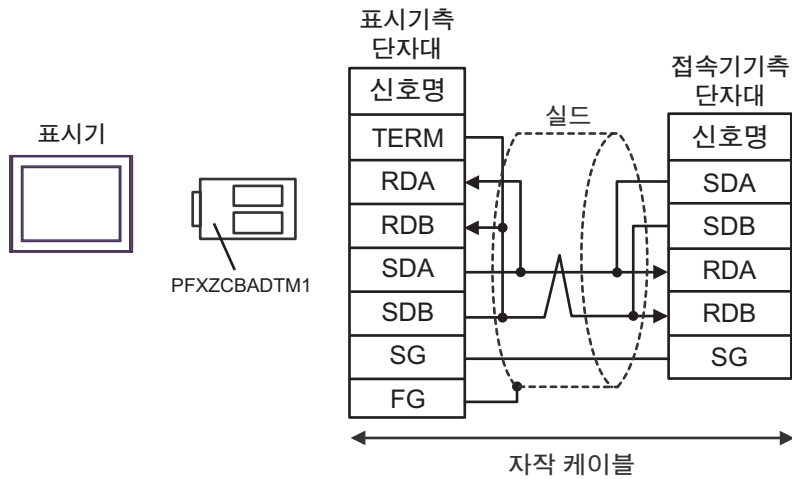 표시기
PFXZCBADTM1
표시기측
단자대
신호명
TERM
RDA
RDB
SDA
SDB
SG
FG
실드
접속기기측
단자대
신호명
SDA
SDB
RDA
RDB
SG
자작 케이블